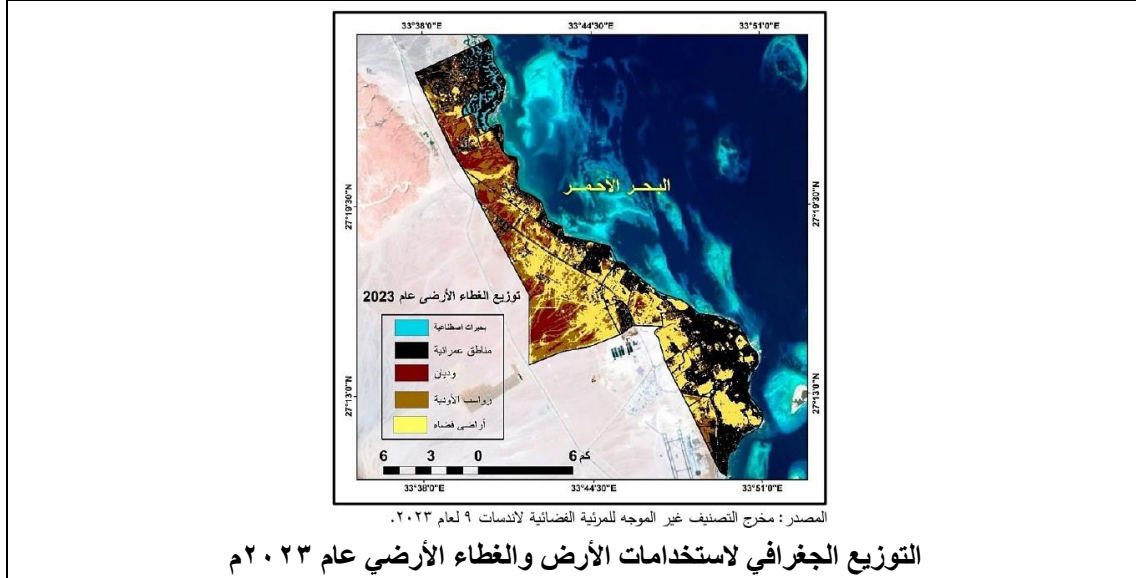 33°38'0"E 33°44'30"E 33°51'0"E
27°19'30"N 27°19'30"N
البحر الأحمر
توزيع الغطاء الأرضى عام 2023
بحيرات اصطناعية
مناطق عمرانية
وديان
رواسب الأودية
أراضى فضاء
27°13'0"N 27°13'0"N
6 3 0 6 كم
33°38'0"E 33°44'30"E 33°51'0"E
المصدر: مخرج التصنيف غير الموجه للمرئية الفضائية لاندسات ٩ لعام ٢٠٢٣.
التوزيع الجغرافي لاستخدامات الأرض والغطاء الأرضي عام ٢٠٢٣م